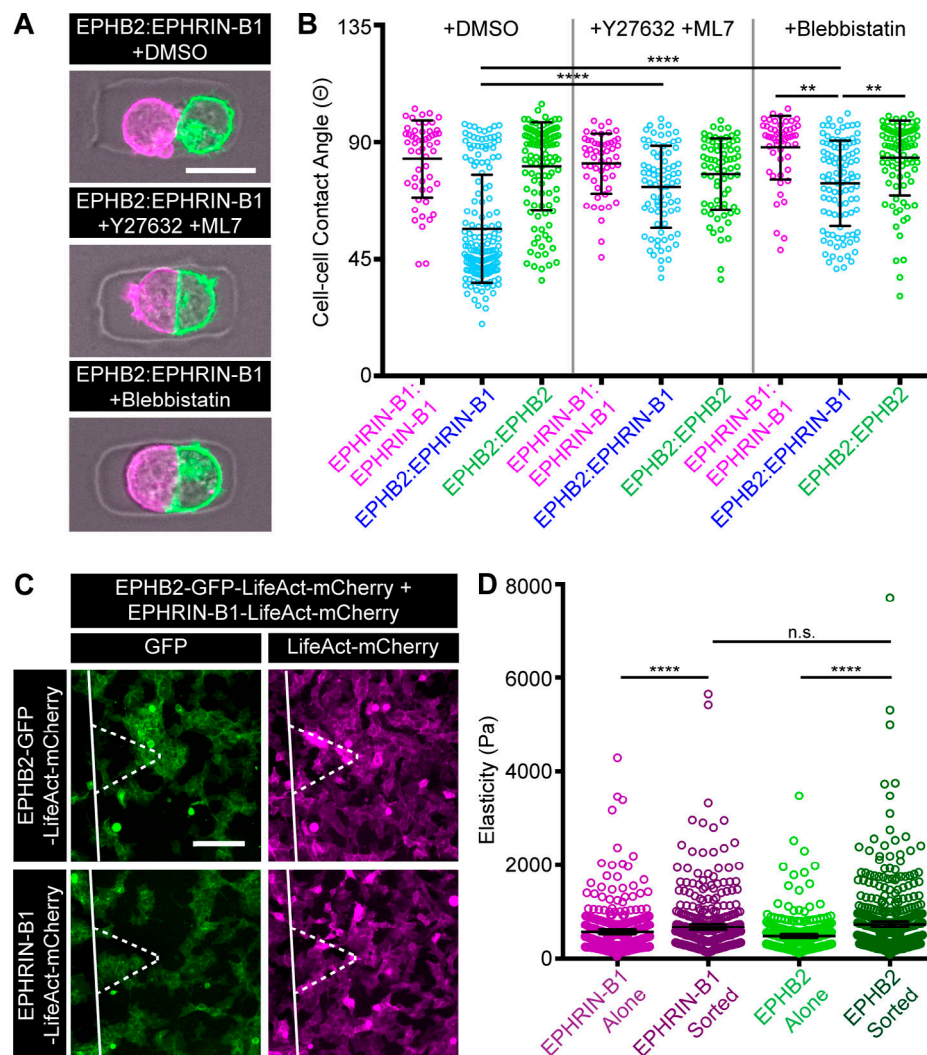 A
EPHB2:EPHRIN-B1
+DMSO
EPHB2:EPHRIN-B1
+Y27632 +ML7
EPHB2:EPHRIN-B1
+Blebbistatin
B
+DMSO
+Y27632 +ML7
+Blebbistatin
****
****
**
**
Cell-cell Contact Angle (Θ)
135
90
45
0
EPHRIN-B1:
EPHRIN-B1
EPHB2:EPHRIN-B1
EPHB2:EPHB2
EPHRIN-B1:
EPHRIN-B1
EPHB2:EPHRIN-B1
EPHB2:EPHB2
EPHRIN-B1:
EPHRIN-B1
EPHB2:EPHRIN-B1
EPHB2:EPHB2
C
EPHB2-GFP-LifeAct-mCherry +
EPHRIN-B1-LifeAct-mCherry
GFP
LifeAct-mCherry
EPHB2-GFP
-LifeAct-mCherry
EPHRIN-B1
-LifeAct-mCherry
D
n.s.
****
****
Elasticity (Pa)
8000
6000
4000
2000
0
EPHRIN-B1
Alone
EPHRIN-B1
Sorted
EPHB2
Alone
EPHB2
Sorted